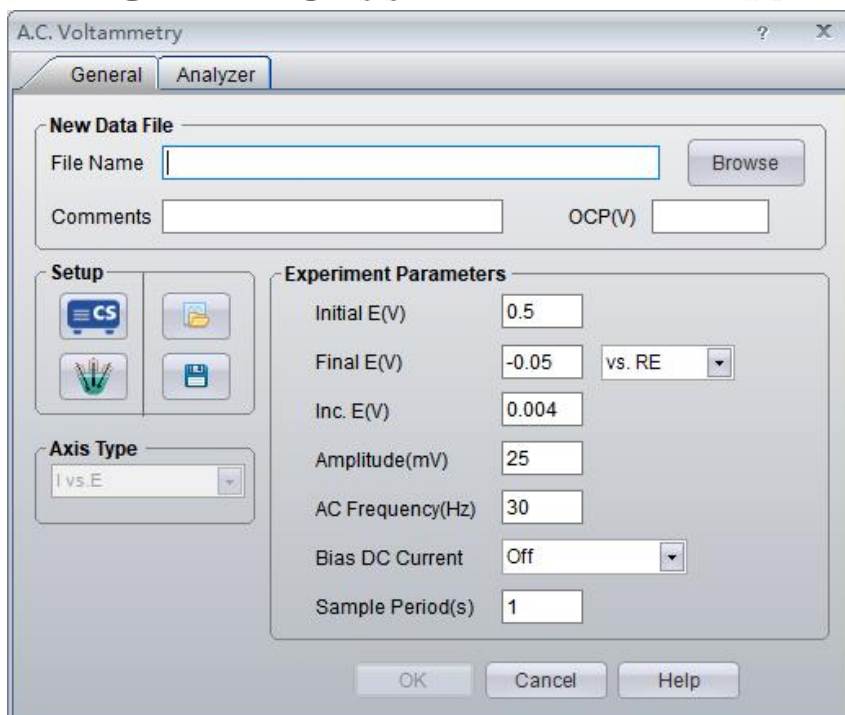 A.C. Voltammetry ? X
General Analyzer
New Data File
File Name Browse
Comments OCP(V)
Setup
CS
Experiment Parameters
Initial E(V) 0.5
Final E(V) -0.05 vs. RE
Inc. E(V) 0.004
Axis Type
I vs.E
Amplitude(mV) 25
AC Frequency(Hz) 30
Bias DC Current Off
Sample Period(s) 1
OK Cancel Help